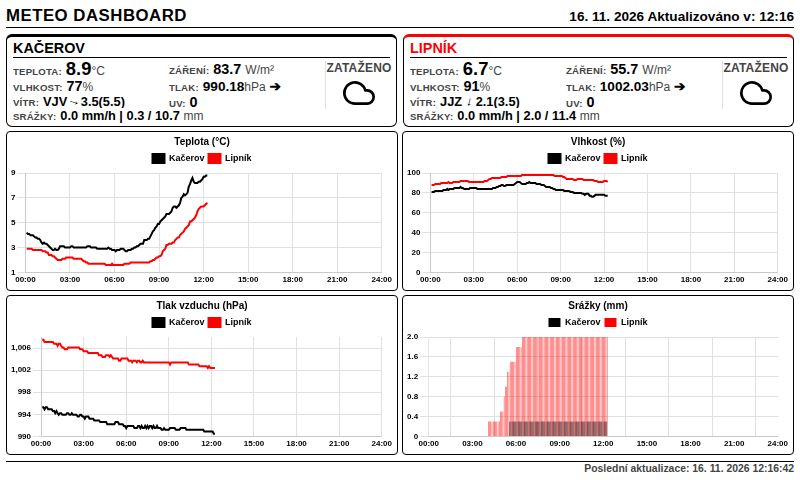 METEO DASHBOARD
16. 11. 2026 Aktualizováno v: 12:16
KAČEROV
TEPLOTA: 8.9°C
ZÁŘENÍ: 83.7 W/m²
ZATAŽENO
VLHKOST: 77%
TLAK: 990.18hPa ➔
VÍTR: VJV → 3.5(5.5)
UV: 0
SRÁŽKY: 0.0 mm/h | 0.3 / 10.7 mm
LIPNÍK
TEPLOTA: 6.7°C
ZÁŘENÍ: 55.7 W/m²
ZATAŽENO
VLHKOST: 91%
TLAK: 1002.03hPa ➔
VÍTR: JJZ ↓ 2.1(3.5)
UV: 0
SRÁŽKY: 0.0 mm/h | 2.0 / 11.4 mm
Teplota (°C)
Kačerov Lipník
9
7
5
3
1
00:00 03:00 06:00 09:00 12:00 15:00 18:00 21:00 24:00
Vlhkost (%)
Kačerov Lipník
100
80
60
40
20
0
00:00 03:00 06:00 09:00 12:00 15:00 18:00 21:00 24:00
Tlak vzduchu (hPa)
Kačerov Lipník
1,006
1,002
998
994
990
00:00 03:00 06:00 09:00 12:00 15:00 18:00 21:00 24:00
Srážky (mm)
Kačerov Lipník
2.0
1.6
1.2
0.8
0.4
0
00:00 03:00 06:00 09:00 12:00 15:00 18:00 21:00 24:00
Poslední aktualizace: 16. 11. 2026 12:16:42